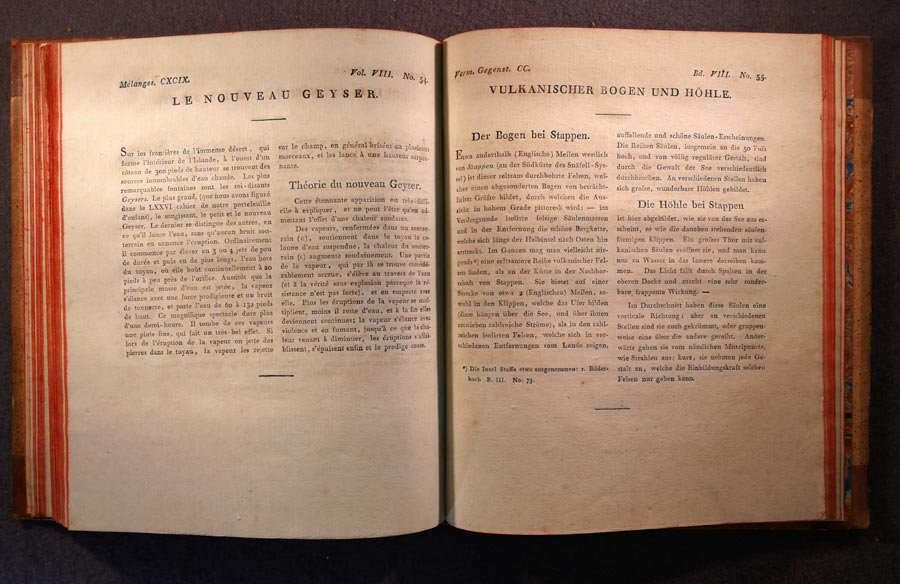 Mélanges. CXCIX.
Vol. VIII. No. 54.
LE NOUVEAU GEYSER.
Sur les frontières de l'immense désert, qui
forme l'intérieur de l'Islande, à l'ouest d'un
côteau de 300 pieds de hauteur se trouvent des
sources innombrables d'eau chaude. Les plus
remarquables fontaines sont les soi-disants
Geysers. Le plus grand, (que nous avons figuré
dans le LXXVI cahier de notre portefeuille
d'enfans), le mugissant, le petit et le nouveau
Geyser. Le dernier se distingue des autres, en
ce qu'il lance l'eau, sans qu'aucun bruit sou-
terrain en annonce l'éruption. Ordinairement
il commence par élever en 3 ou 4 jets de peu
de durée et puis en de plus longs, l'eau hors
du tuyau, où elle bout continuellement à 20
pieds à peu près de l'orifice. Aussitôt que la
principale masse d'eau est jetée, la vapeur
s'élance avec une force prodigieuse et un bruit
de tonnerre, et porte l'eau de 60 à 132 pieds
de haut. Ce magnifique spectacle dure plus
d'une demi-heure. Il tombe de ces vapeurs
une pluie fine, qui fait un très-bel effet. Si
lors de l'éruption de la vapeur on jette des
pierres dans le tuyau, la vapeur les rejette
sur le champ, en général brisées en plusieurs
morceaux, et les lance à une hauteur surpre-
nante.
Théorie du nouveau Geyser.
Cette étonnante apparition est très-diffi-
cile à expliquer, et ne peut l'être qu'en ad-
mettant l'effet d'une chaleur soudaine.
Des vapeurs, renfermées dans un souter-
rain (c), soutiennent dans le tuyau la co-
lonne d'eau suspendue, la chaleur du souter-
rain (c) augmente soudainement. Une partie
de la vapeur, qui par là se trouve considé-
rablement accrue, s'élève au travers de l'eau
(et à la vérité sans explosion parceque la ré-
sistance n'est pas forte), et en emporte avec
elle. Plus les éruptions de la vapeur se mul-
tiplient, moins il reste d'eau, et à la fin elles
deviennent continues; la vapeur s'élance avec
violence et en fumant, jusqu'à ce que la cha-
leur venant à diminuer, les éruptions s'affai-
blissent, s'épuisent enfin et le prodige cesse.
Verm. Gegenst. CC.
Bd. VIII. No. 55.
VULKANISCHER BOGEN UND HÖHLE.
Der Bogen bei Stappen.
Etwa anderthalb (Englische) Meilen westlich
von Stappen (an der Südküste des Snäfell-Sys-
sel) ist dieser seltsam durchbohrte Felsen, wel-
cher einen abgesonderten Bogen von beträcht-
licher Größe bildet, durch welchen die Aus-
sicht in hohem Grade pittoresk wird: — im
Vordergrunde isolirte felsige Säulenmassen
und in der Entfernung die schöne Bergkette,
welche sich längs der Halbinsel nach Osten hin
erstreckt. Im Ganzen mag man vielleicht nir-
gends *) eine seltsamere Reihe vulkanischer Fel-
sen finden, als an der Küste in der Nachbar-
schaft von Stappen. Sie bietet auf einer
Strecke von etwa 2 (Englischen) Meilen, so-
wohl in den Klippen, welche das Ufer bilden
(diese hängen über die See, und über ihnen
entstieben zahlreiche Ströme), als in den zahl-
reichen isolirten Felsen, welche sich in ver-
schiedenen Entfernungen vom Lande zeigen,
*) Die Insel Staffa etwa ausgenommen: s. Bilder-
buch B. III. No. 73.
auffallende und schöne Säulen-Erscheinungen.
Die Reihen Säulen, insgemein an die 50 Fuss
hoch, und von völlig regulärer Gestalt, sind
durch die Gewalt der See verschiedentlich
durchbrochen. An verschiedenen Stellen haben
sich große, wunderbare Höhlen gebildet.
Die Höhle bei Stappen
ist hier abgebildet, wie sie von der See aus er-
scheint, so wie die daneben stehenden säulen-
förmigen Klippen. Ein großes Thor mit vul-
kanischen Säulen eröffnet sie, und man kann
nur zu Wasser in das Innere derselben kom-
men. Das Licht fällt durch Spalten in der
oberen Decke und macht eine sehr sonder-
bare, frappante Wirkung. —
Im Durchschnitt haben diese Säulen eine
verticale Richtung; aber an verschiedenen
Stellen sind sie auch gekrümmt, oder gruppen-
weise eine über die andere gereiht. Ander-
wärts gehen sie vom nämlichen Mittelpuncte,
wie Strahlen aus; kurz, sie nehmen jede Ge-
stalt an, welche die Einbildungskraft solchen
Felsen nur geben kann.